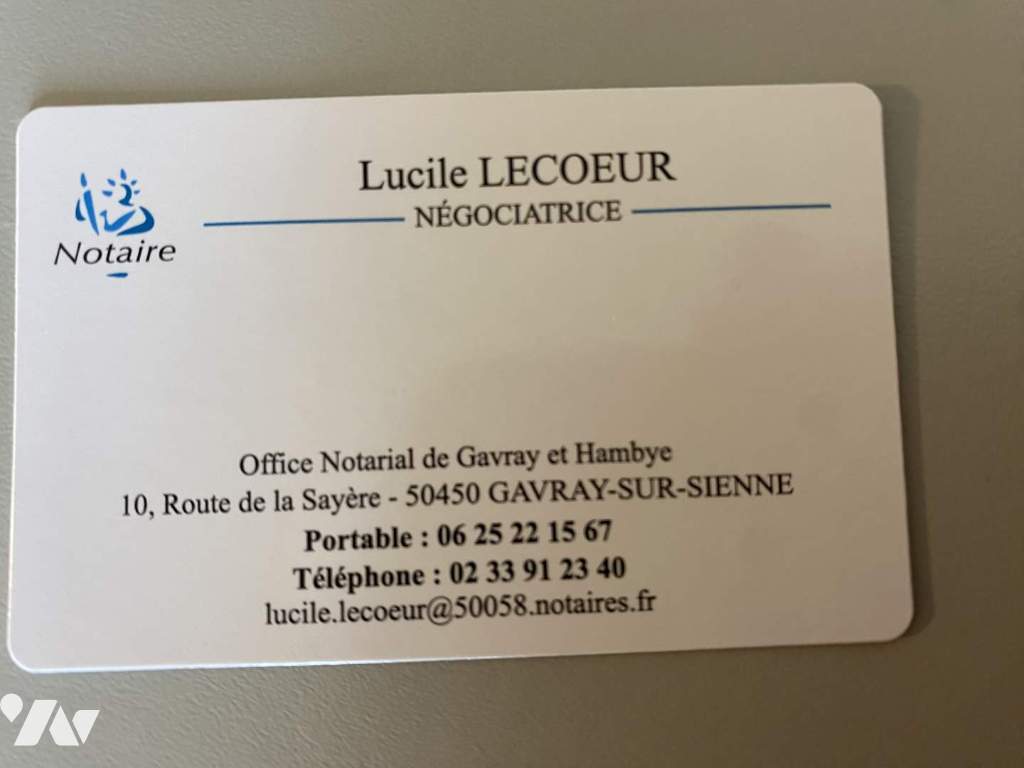 Lucile LECOEUR
NÉGOCIATRICE
Notaire
Office Notarial de Gavray et Hambye
10, Route de la Sayère - 50450 GAVRAY-SUR-SIENNE
Portable : 06 25 22 15 67
Téléphone : 02 33 91 23 40
lucile.lecoeur@50058.notaires.fr